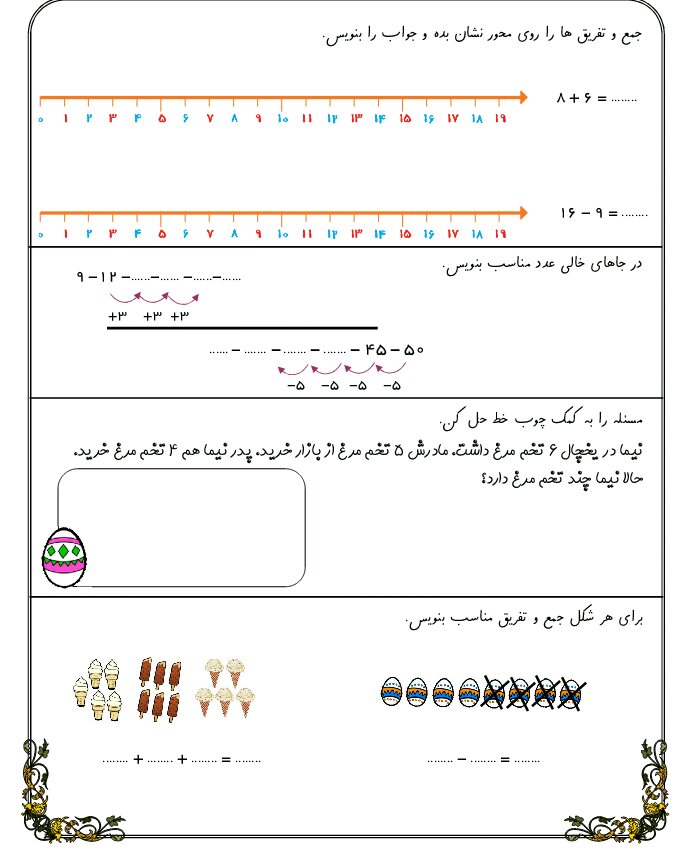 جمع و تفریق ها را روی محور نشان بده و جواب را بنویس.
۸ + ۶ = ........
۰ ۱ ۲ ۳ ۴ ۵ ۶ ۷ ۸ ۹ ۱۰ ۱۱ ۱۲ ۱۳ ۱۴ ۱۵ ۱۶ ۱۷ ۱۸ ۱۹
۱۶ − ۹ = ........
۰ ۱ ۲ ۳ ۴ ۵ ۶ ۷ ۸ ۹ ۱۰ ۱۱ ۱۲ ۱۳ ۱۴ ۱۵ ۱۶ ۱۷ ۱۸ ۱۹
در جاهای خالی عدد مناسب بنویس.
۹ –۱۲ –......–...... –......–......
+۳ +۳ +۳
...... – ....... – ....... – ....... – ۴۵ – ۵۰
–۵ –۵ –۵ –۵
مسئله را به کمک چوب خط حل کن.
نیما در یخچال ۶ تخم مرغ داشت، مادرش ۵ تخم مرغ از بازار خرید، پدر نیما هم ۴ تخم مرغ خرید،
حالا نیما چند تخم مرغ دارد؟
برای هر شکل جمع و تفریق مناسب بنویس.
........ + ........ + ........ = ........
........ − ........ = ........